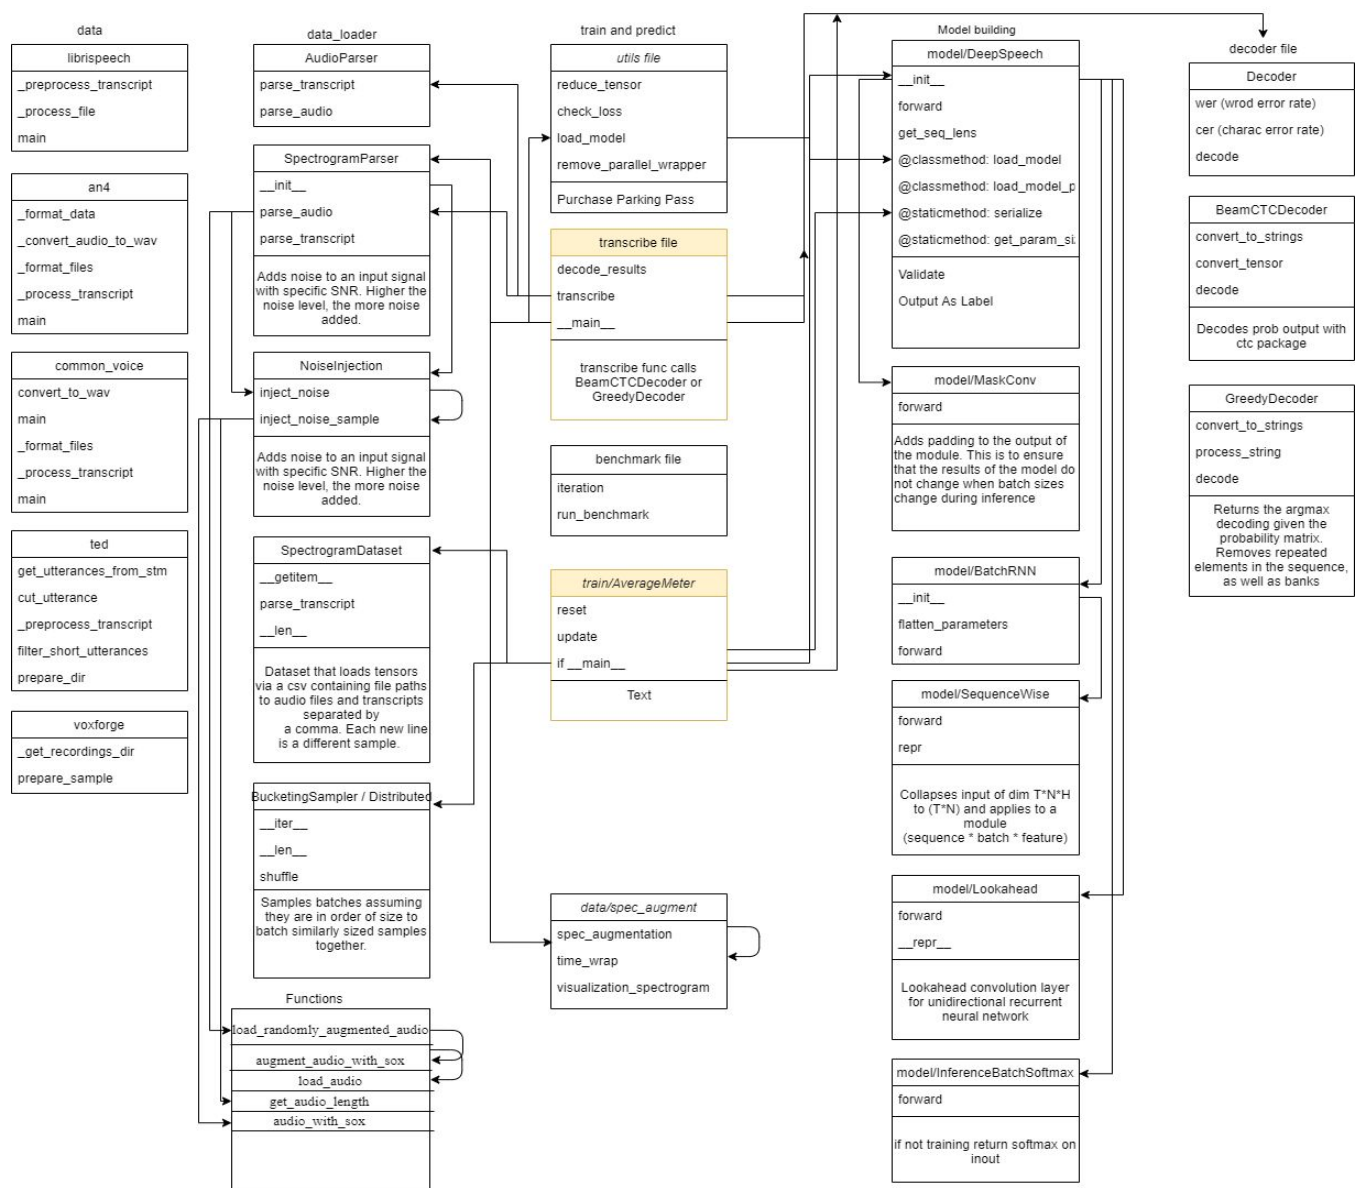 data
librispeech
_preprocess_transcript
_process_file
main
an4
_format_data
_convert_audio_to_wav
_format_files
_process_transcript
main
common_voice
convert_to_wav
main
_format_files
_process_transcript
main
ted
get_utterances_from_stm
cut_utterance
_preprocess_transcript
filter_short_utterances
prepare_dir
voxforge
_get_recordings_dir
prepare_sample
data_loader
AudioParser
parse_transcript
parse_audio
SpectrogramParser
__init__
parse_audio
parse_transcript
Adds noise to an input signal
with specific SNR. Higher the
noise level, the more noise
added.
NoiseInjection
inject_noise
inject_noise_sample
Adds noise to an input signal
with specific SNR. Higher the
noise level, the more noise
added.
SpectrogramDataset
__getitem__
parse_transcript
__len__
Dataset that loads tensors
via a csv containing file paths
to audio files and transcripts
separated by
a comma. Each new line
is a different sample.
BucketingSampler / Distributed
__iter__
__len__
shuffle
Samples batches assuming
they are in order of size to
batch similarly sized samples
together.
Functions
load_randomly_augmented_audio
augment_audio_with_sox
load_audio
get_audio_length
audio_with_sox
train and predict
utils file
reduce_tensor
check_loss
load_model
remove_parallel_wrapper
Purchase Parking Pass
transcribe file
decode_results
transcribe
__main__
transcribe func calls
BeamCTCDecoder or
GreedyDecoder
benchmark file
iteration
run_benchmark
train/AverageMeter
reset
update
if __main__
Text
data/spec_augment
spec_augmentation
time_wrap
visualization_spectrogram
Model building
model/DeepSpeech
__init__
forward
get_seq_lens
@classmethod: load_model
@classmethod: load_model_p
@staticmethod: serialize
@staticmethod: get_param_si
Validate
Output As Label
model/MaskConv
forward
Adds padding to the output of
the module. This is to ensure
that the results of the model do
not change when batch sizes
change during inference
model/BatchRNN
__init__
flatten_parameters
forward
model/SequenceWise
forward
repr
Collapses input of dim T*N*H
to (T*N) and applies to a
module
(sequence * batch * feature)
model/Lookahead
forward
__repr__
Lookahead convolution layer
for unidirectional recurrent
neural network
model/InferenceBatchSoftmax
forward
if not training return softmax on
inout
decoder file
Decoder
wer (wrod error rate)
cer (charac error rate)
decode
BeamCTCDecoder
convert_to_strings
convert_tensor
decode
Decodes prob output with
ctc package
GreedyDecoder
convert_to_strings
process_string
decode
Returns the argmax
decoding given the
probability matrix.
Removes repeated
elements in the sequence,
as well as banks